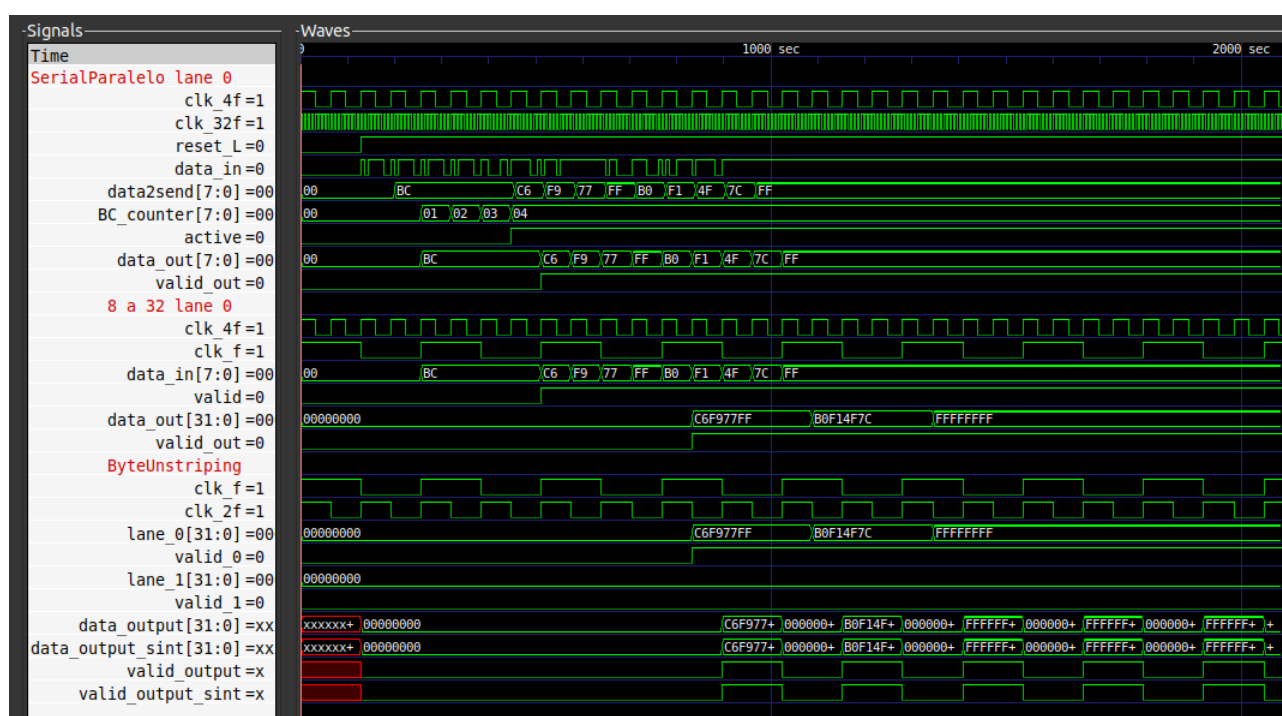 Signals Waves
Time 0 1000 sec 2000 sec
SerialParalelo lane 0
clk_4f=1
clk_32f=1
reset_L=0
data_in=0
data2send[7:0]=00 00 BC C6 F9 77 FF B0 F1 4F 7C FF
BC_counter[7:0]=00 00 01 02 03 04
active=0
data_out[7:0]=00 00 BC C6 F9 77 FF B0 F1 4F 7C FF
valid_out=0
8 a 32 lane 0
clk_4f=1
clk_f=1
data_in[7:0]=00 00 BC C6 F9 77 FF B0 F1 4F 7C FF
valid=0
data_out[31:0]=00 00000000 C6F977FF B0F14F7C FFFFFFFF
valid_out=0
ByteUnstriping
clk_f=1
clk_2f=1
lane_0[31:0]=00 00000000 C6F977FF B0F14F7C FFFFFFFF
valid_0=0
lane_1[31:0]=00 00000000
valid_1=0
data_output[31:0]=xx xxxxxx+ 00000000 C6F977+ 000000+ B0F14F+ 000000+ FFFFFF+ 000000+ FFFFFF+ 000000+ FFFFFF+ +
data_output_sint[31:0]=xx xxxxxx+ 00000000 C6F977+ 000000+ B0F14F+ 000000+ FFFFFF+ 000000+ FFFFFF+ 000000+ FFFFFF+ +
valid_output=x
valid_output_sint=x